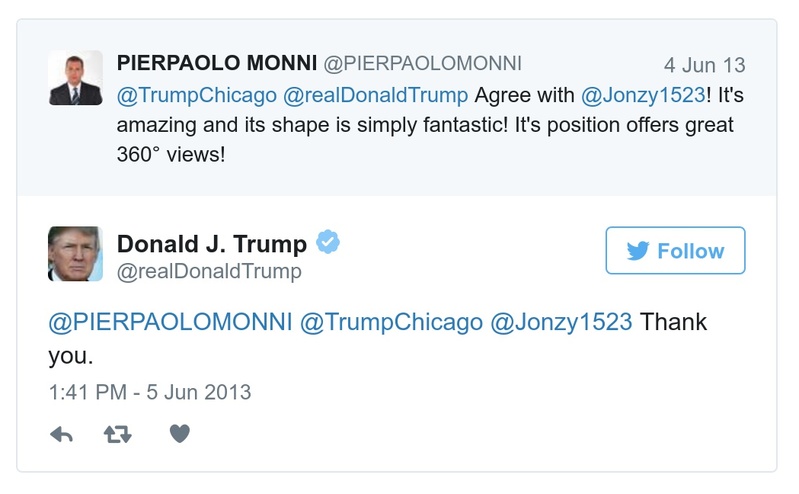 PIERPAOLO MONNI @PIERPAOLOMONNI 4 Jun 13
@TrumpChicago @realDonaldTrump Agree with @Jonzy1523! It's
amazing and its shape is simply fantastic! It's position offers great
360° views!
Donald J. Trump
@realDonaldTrump
Follow
@PIERPAOLOMONNI @TrumpChicago @Jonzy1523 Thank
you.
1:41 PM - 5 Jun 2013